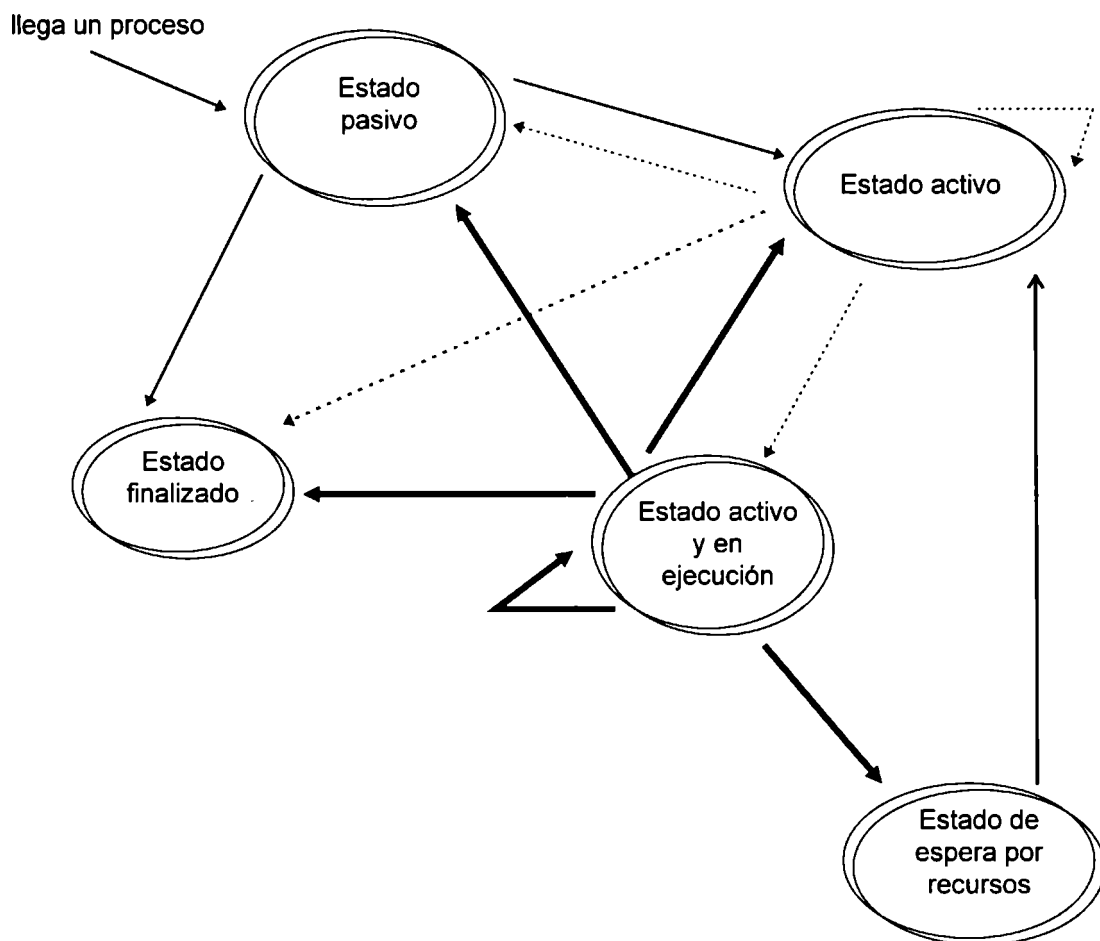 llega un proceso
Estado
pasivo
Estado activo
Estado
finalizado
Estado activo
y en
ejecución
Estado de
espera por
recursos